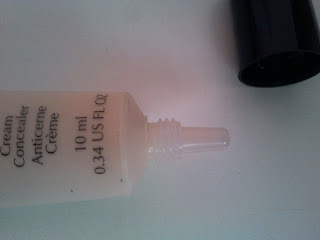 Cream
Concealer
Anticerne
Crème
10 ml
0.34 US FL OZ